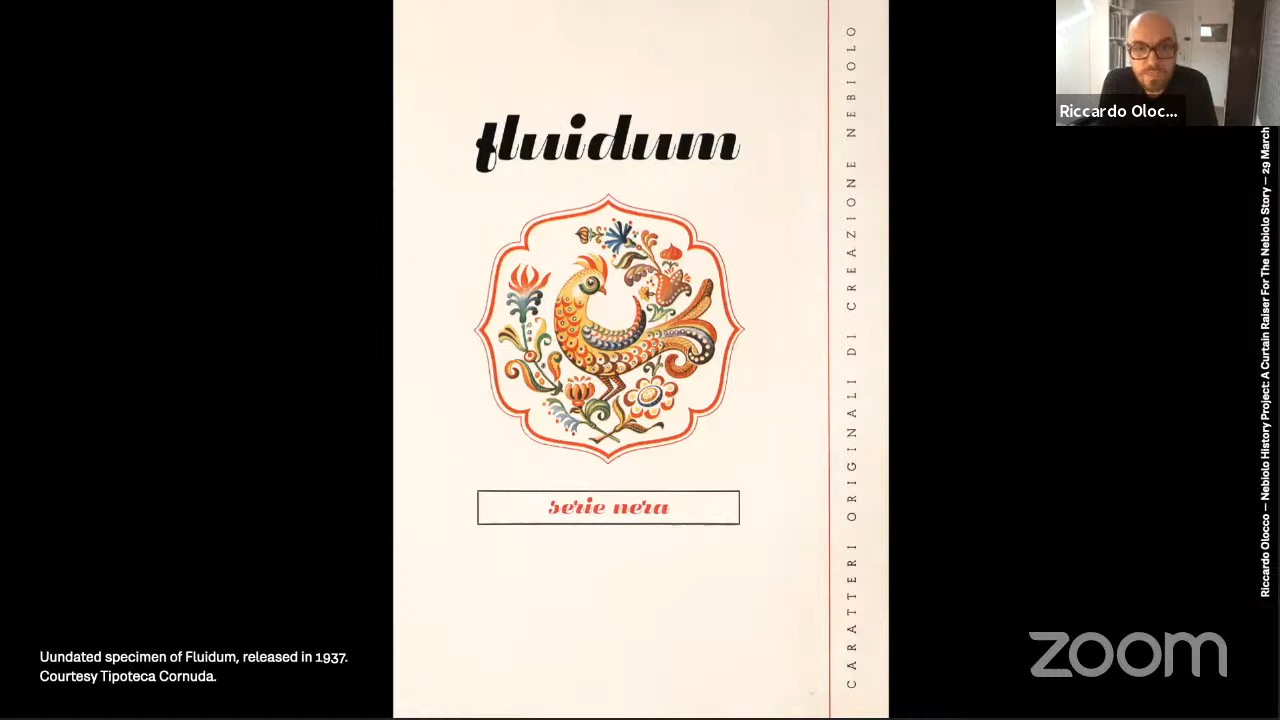 fluidum
serie nera
CARATTERI ORIGINALI DI CREAZIONE NEBIOLO
Riccardo Oloc...
Riccardo Olocco — Nebiolo History Project: A Curtain Raiser For The Nebiolo Story — 29 March
Uundated specimen of Fluidum, released in 1937.
Courtesy Tipoteca Cornuda.
zoom